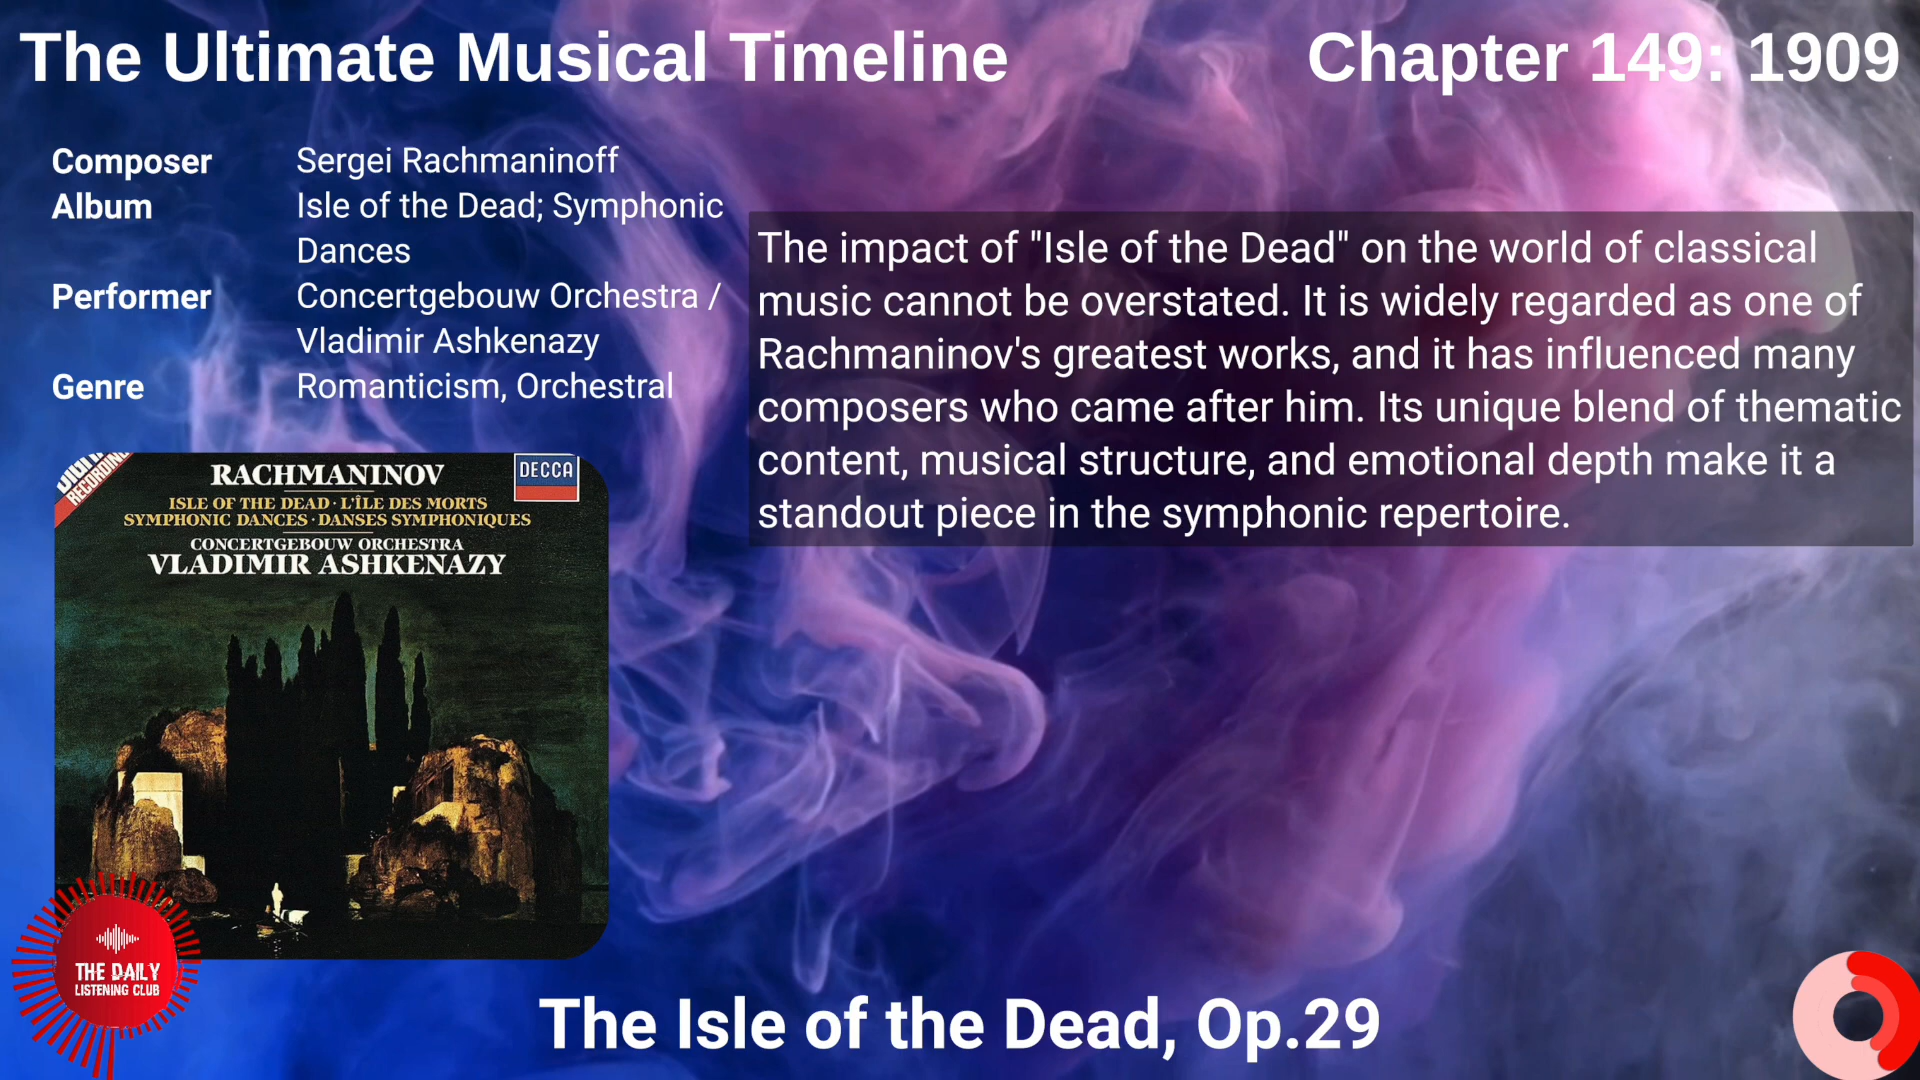 The Ultimate Musical Timeline
Chapter 149: 1909
Composer Sergei Rachmaninoff
Album Isle of the Dead; Symphonic
Dances
Performer Concertgebouw Orchestra /
Vladimir Ashkenazy
Genre Romanticism, Orchestral
The impact of "Isle of the Dead" on the world of classical
music cannot be overstated. It is widely regarded as one of
Rachmaninov's greatest works, and it has influenced many
composers who came after him. Its unique blend of thematic
content, musical structure, and emotional depth make it a
standout piece in the symphonic repertoire.
RECORDING
DECCA
RACHMANINOV
ISLE OF THE DEAD · L'ÎLE DES MORTS
SYMPHONIC DANCES · DANSES SYMPHONIQUES
CONCERTGEBOUW ORCHESTRA
VLADIMIR ASHKENAZY
THE DAILY
LISTENING CLUB
The Isle of the Dead, Op.29